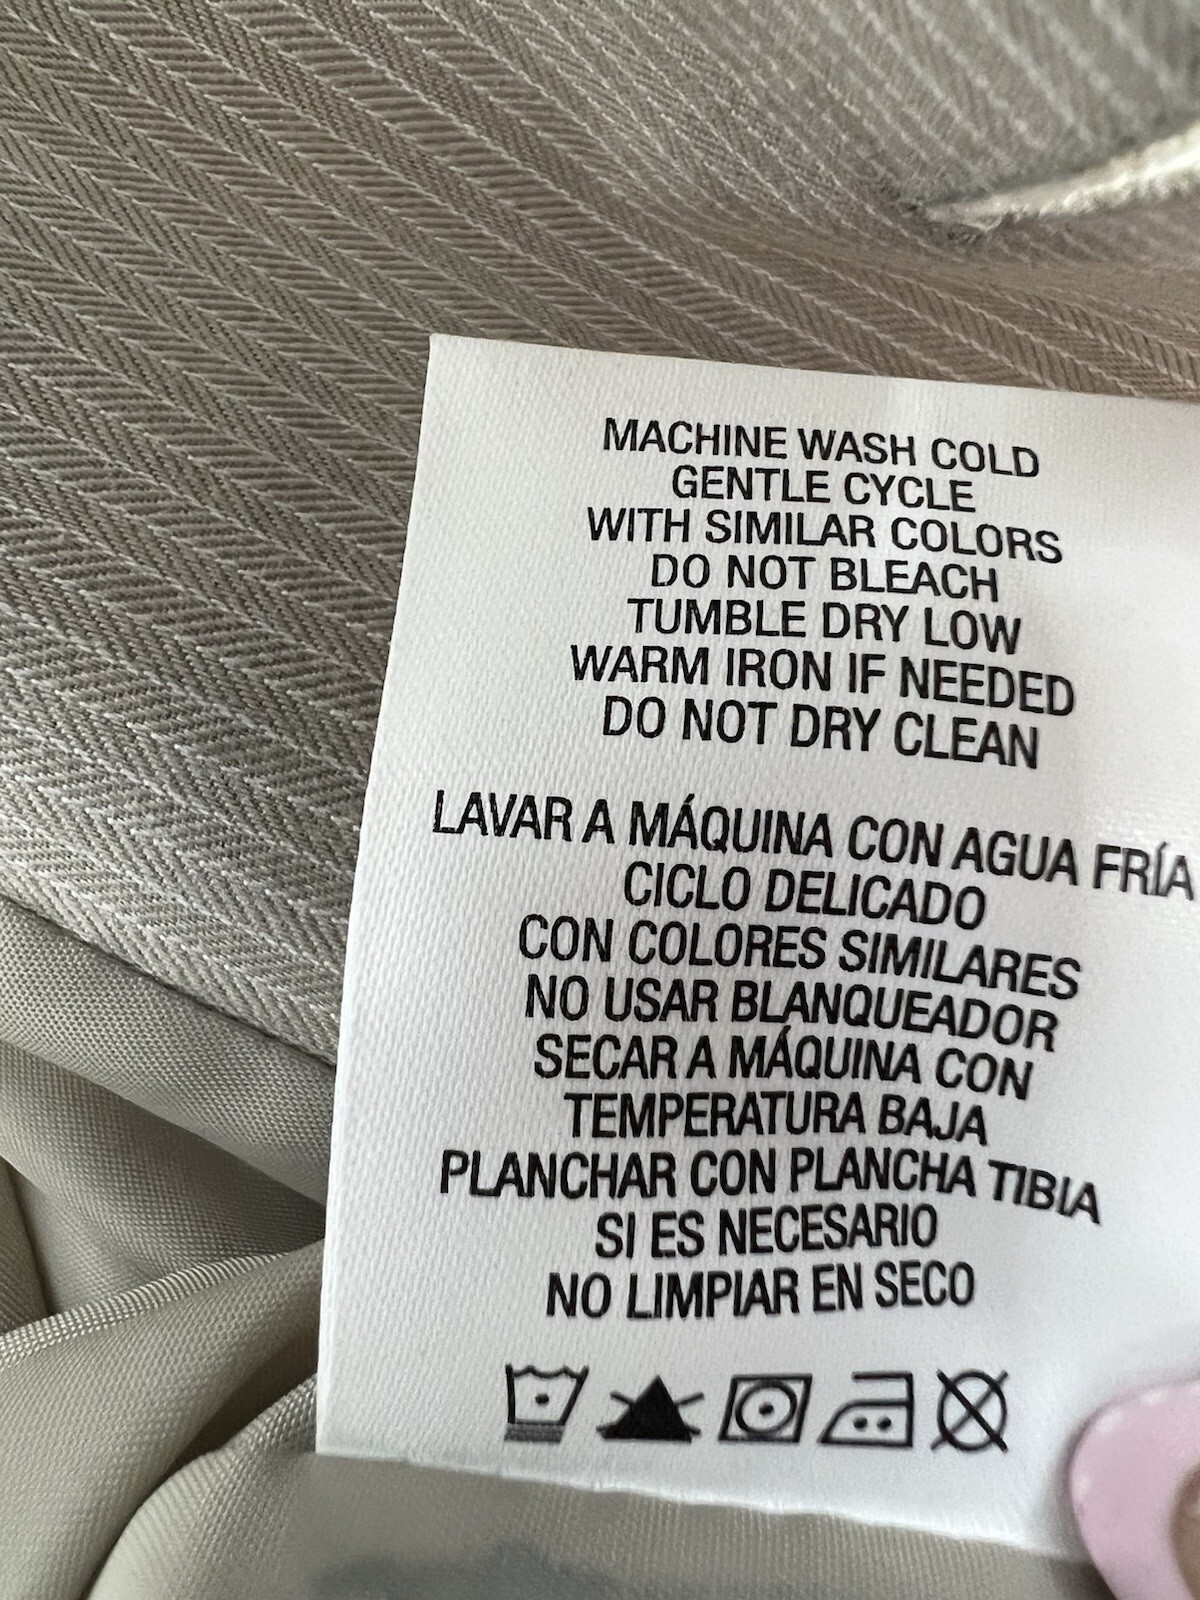 MACHINE WASH COLD
GENTLE CYCLE
WITH SIMILAR COLORS
DO NOT BLEACH
TUMBLE DRY LOW
WARM IRON IF NEEDED
DO NOT DRY CLEAN
LAVAR A MÁQUINA CON AGUA FRÍA
CICLO DELICADO
CON COLORES SIMILARES
NO USAR BLANQUEADOR
SECAR A MÁQUINA CON
TEMPERATURA BAJA
PLANCHAR CON PLANCHA TIBIA
SI ES NECESARIO
NO LIMPIAR EN SECO